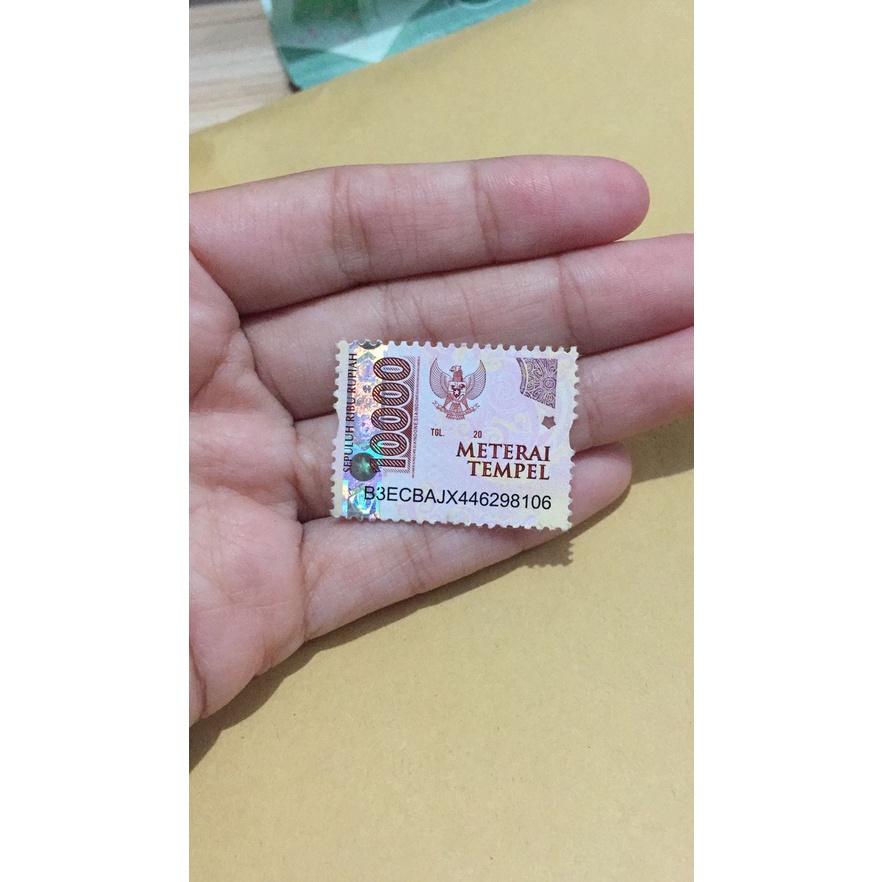 SEPULUH RIBU RUPIAH
10000
TGL. 20
METERAI
TEMPEL
B3ECBAJX446298106